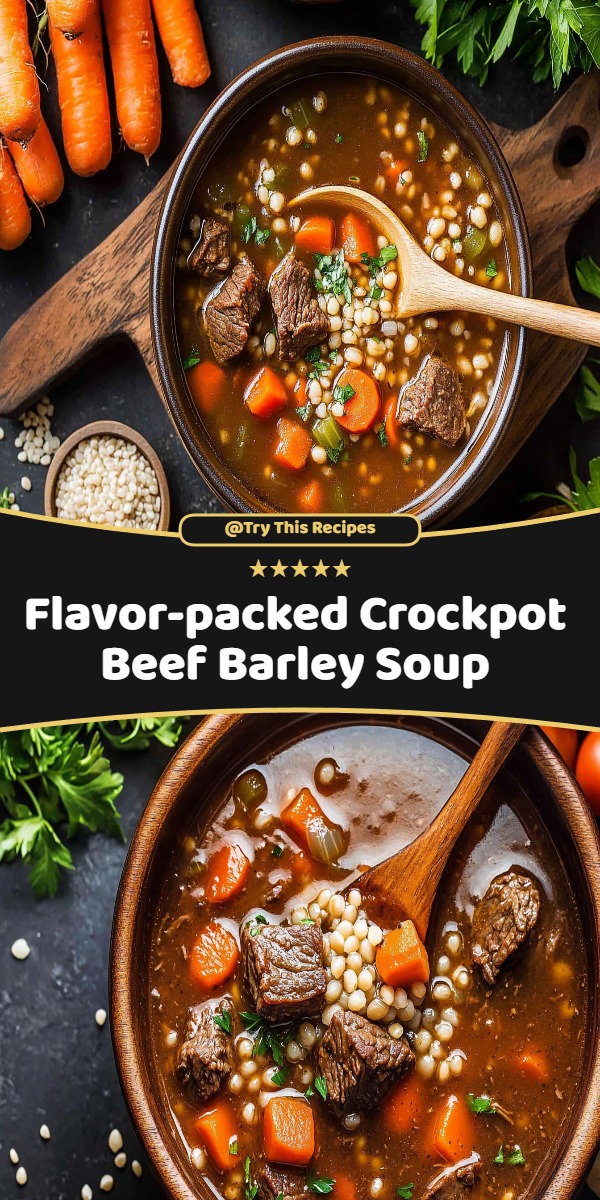 @Try This Recipes
★★★★★
Flavor-packed Crockpot
Beef Barley Soup